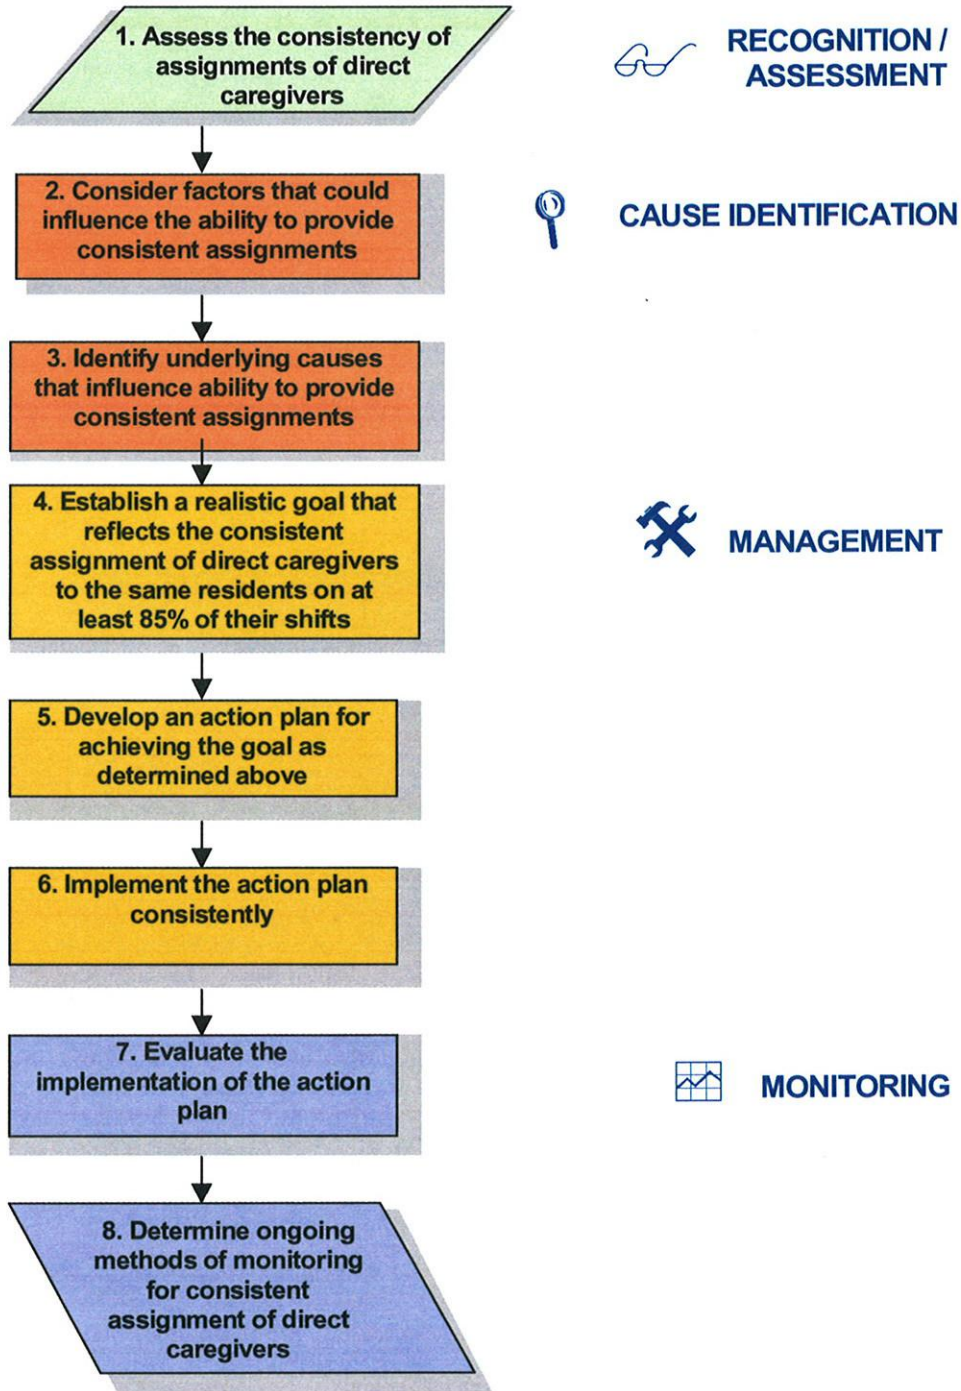 1. Assess the consistency of
assignments of direct
caregivers
RECOGNITION /
ASSESSMENT
2. Consider factors that could
influence the ability to provide
consistent assignments
CAUSE IDENTIFICATION
3. Identify underlying causes
that influence ability to provide
consistent assignments
4. Establish a realistic goal that
reflects the consistent
assignment of direct caregivers
to the same residents on at
least 85% of their shifts
MANAGEMENT
5. Develop an action plan for
achieving the goal as
determined above
6. Implement the action plan
consistently
7. Evaluate the
implementation of the action
plan
MONITORING
8. Determine ongoing
methods of monitoring
for consistent
assignment of direct
caregivers